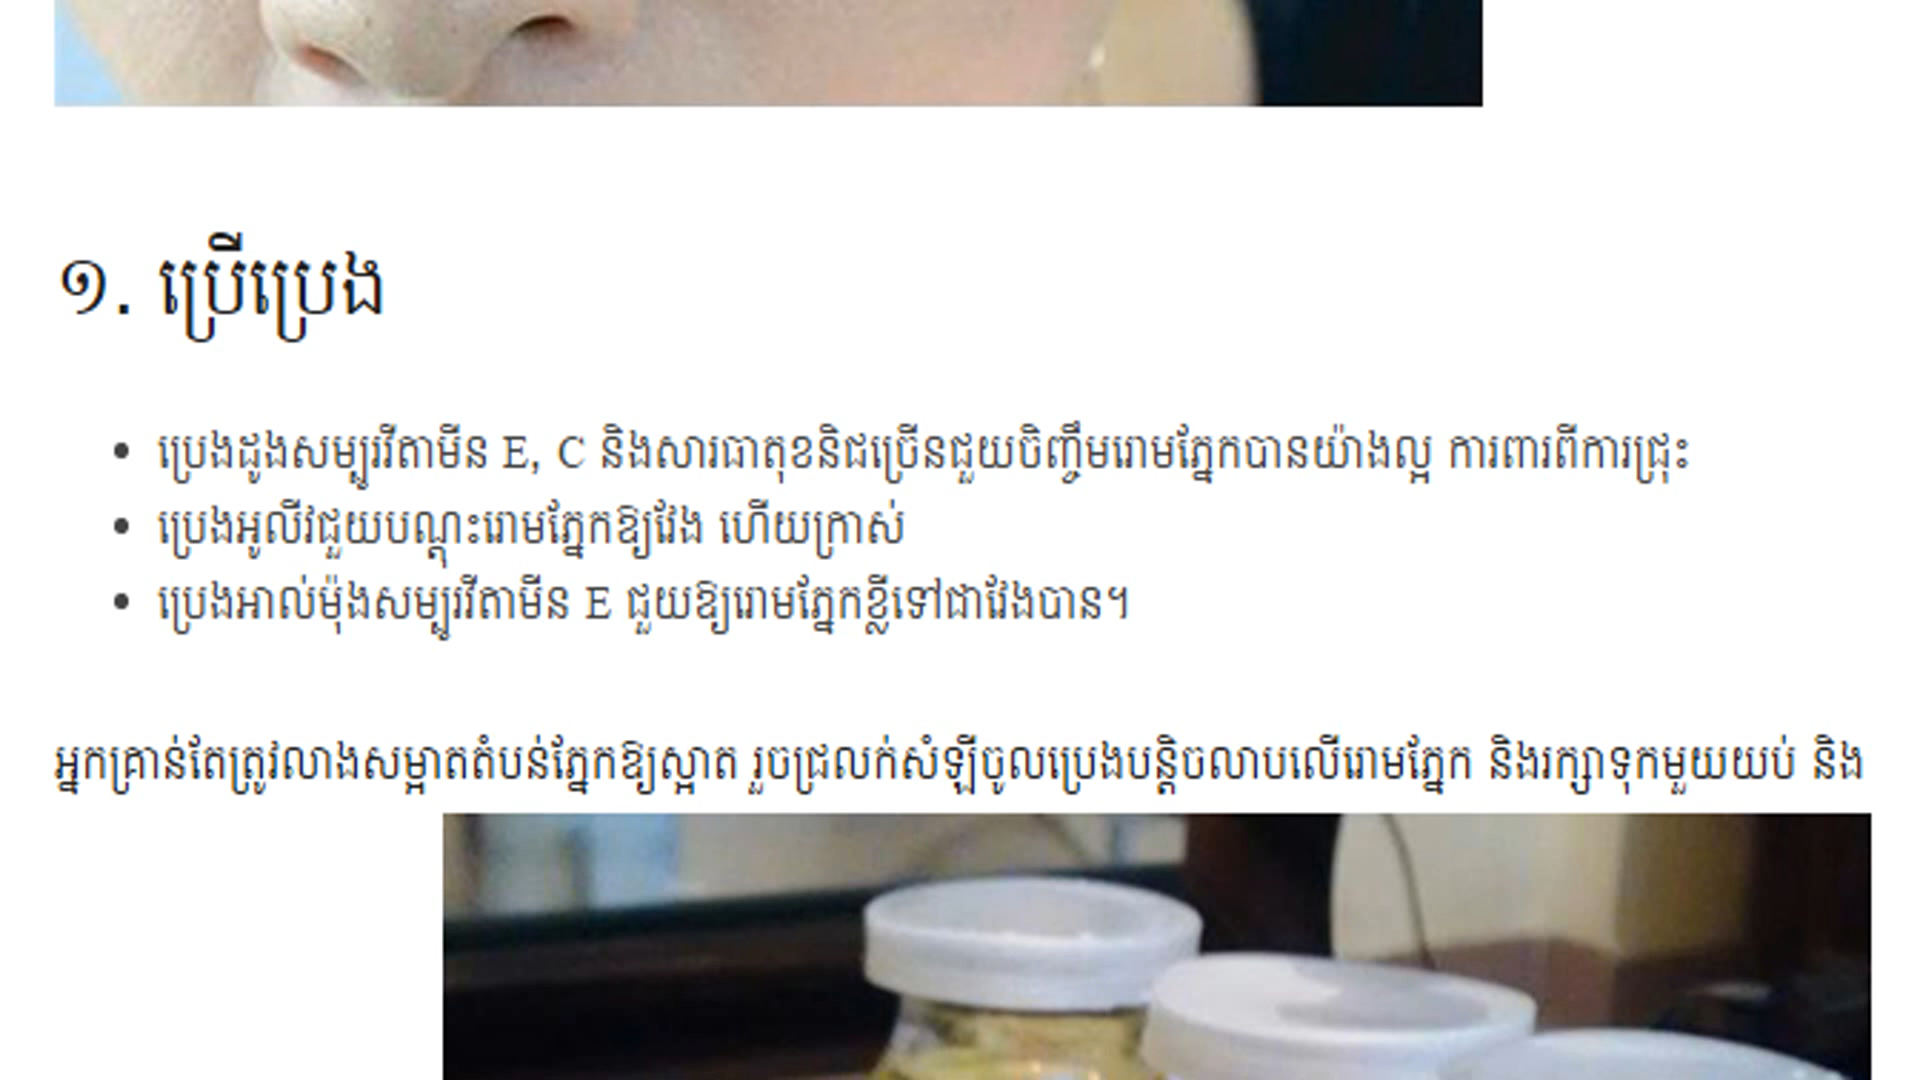 ១. ប្រើប្រេង
ប្រេងដូងសម្បូរវីតាមីន E, C និងសារធាតុខនិជច្រើនជួយចិញ្ចឹមរោមភ្នែកបានយ៉ាងល្អ ការពារពីការជ្រុះ
ប្រេងអូលីវជួយបណ្ដុះរោមភ្នែកឱ្យវែង ហើយក្រាស់
ប្រេងអាល់ម៉ុងសម្បូរវីតាមីន E ជួយឱ្យរោមភ្នែកខ្លីទៅជាវែងបាន។
អ្នកគ្រាន់តែត្រូវលាងសម្អាតតំបន់ភ្នែកឱ្យស្អាត រួចជ្រលក់សំឡីចូលប្រេងបន្តិចលាបលើរោមភ្នែក និងរក្សាទុកមួយយប់ និង